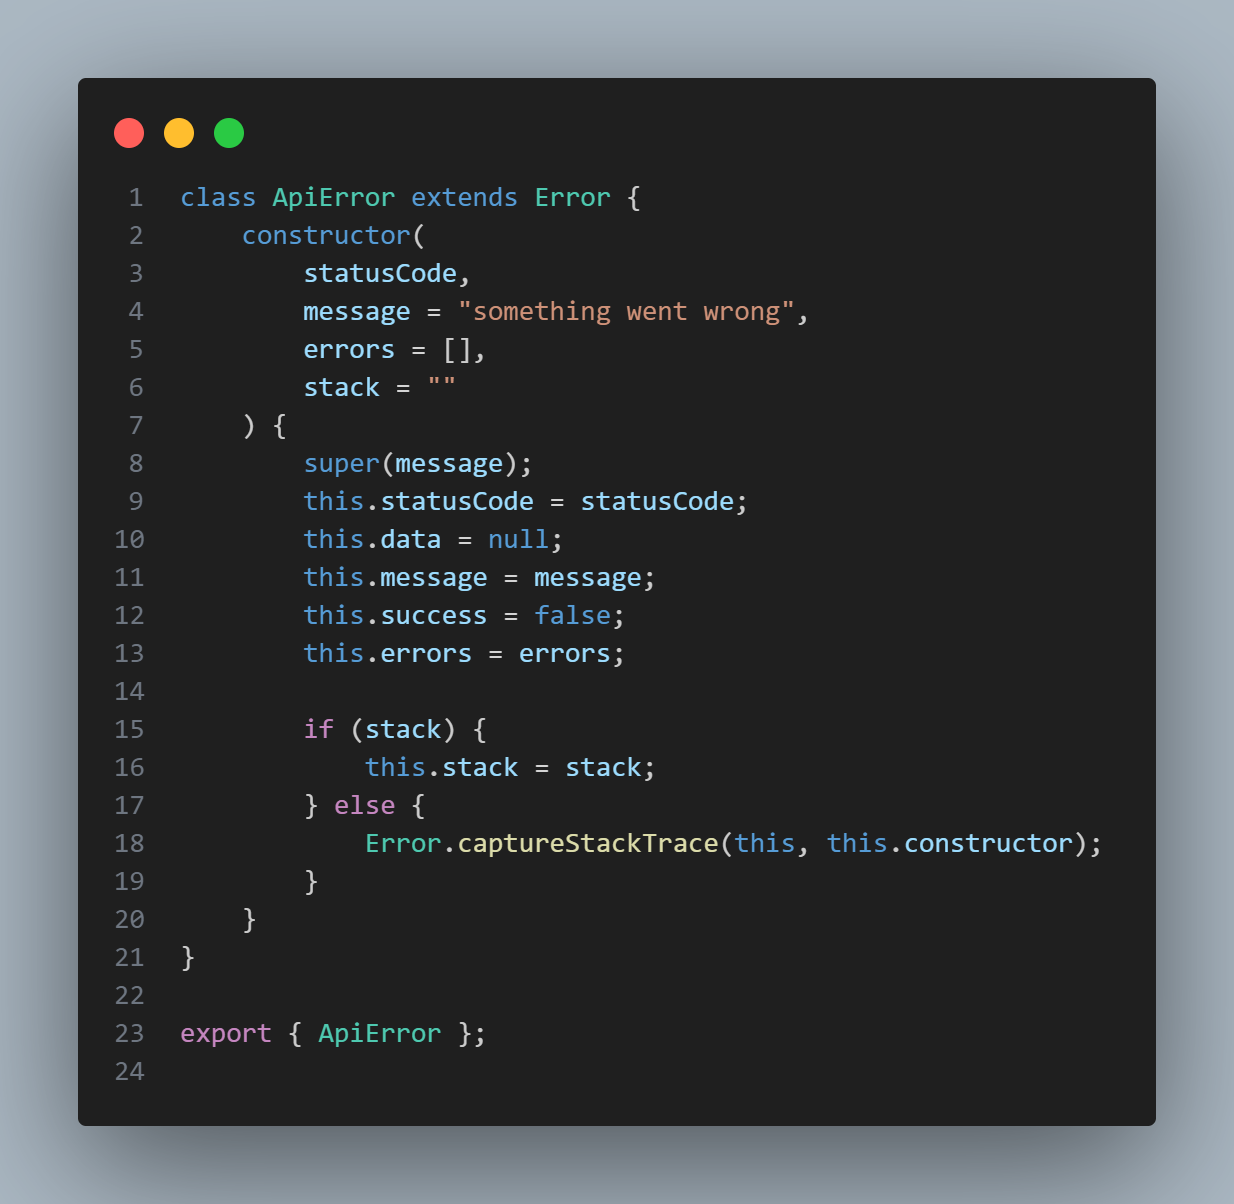 1 class ApiError extends Error {
2     constructor(
3         statusCode,
4         message = "something went wrong",
5         errors = [],
6         stack = ""
7     ) {
8         super(message);
9         this.statusCode = statusCode;
10         this.data = null;
11         this.message = message;
12         this.success = false;
13         this.errors = errors;
14
15         if (stack) {
16             this.stack = stack;
17         } else {
18             Error.captureStackTrace(this, this.constructor);
19         }
20     }
21 }
22
23 export { ApiError };
24